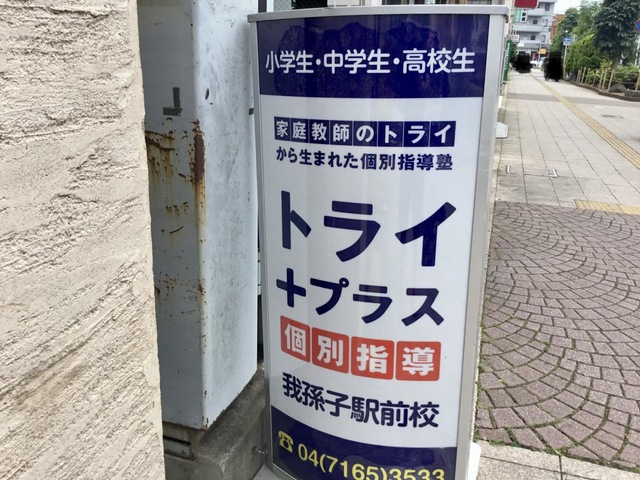 小学生・中学生・高校生
家庭教師のトライ
から生まれた個別指導塾
トライ
+プラス
個別指導
我孫子駅前校
☎04(7165)3533